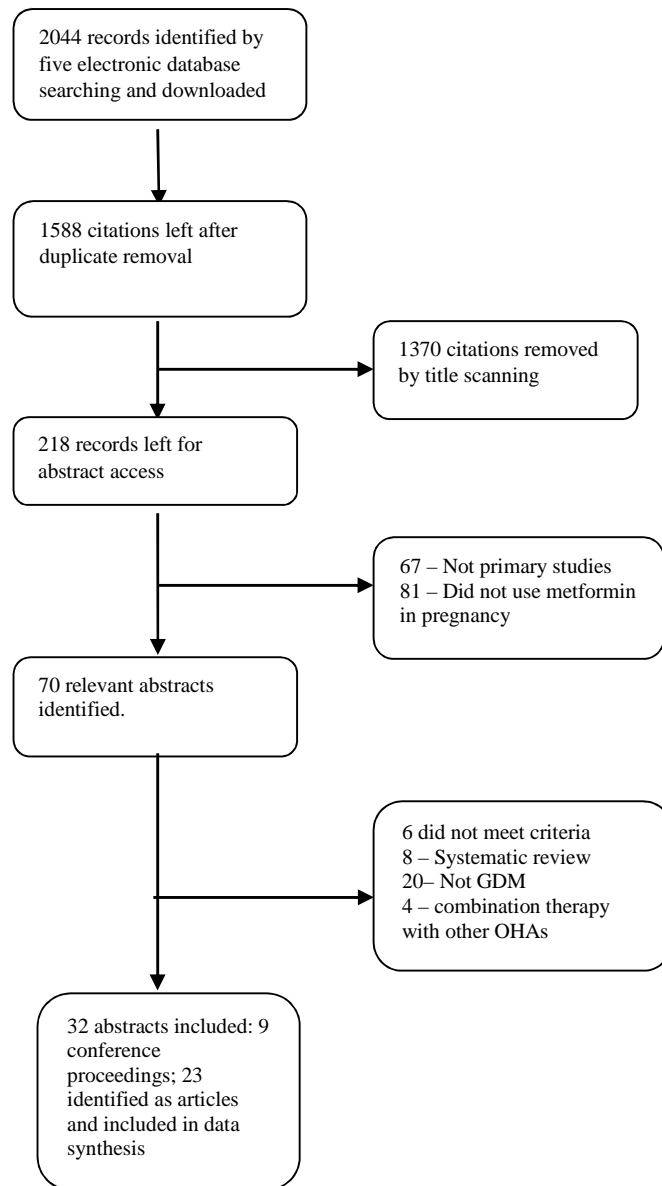 2044 records identified by
five electronic database
searching and downloaded
1588 citations left after
duplicate removal
1370 citations removed
by title scanning
218 records left for
abstract access
67 – Not primary studies
81 – Did not use metformin
in pregnancy
70 relevant abstracts
identified.
6 did not meet criteria
8 – Systematic review
20– Not GDM
4 – combination therapy
with other OHAs
32 abstracts included: 9
conference
proceedings; 23
identified as articles
and included in data
synthesis